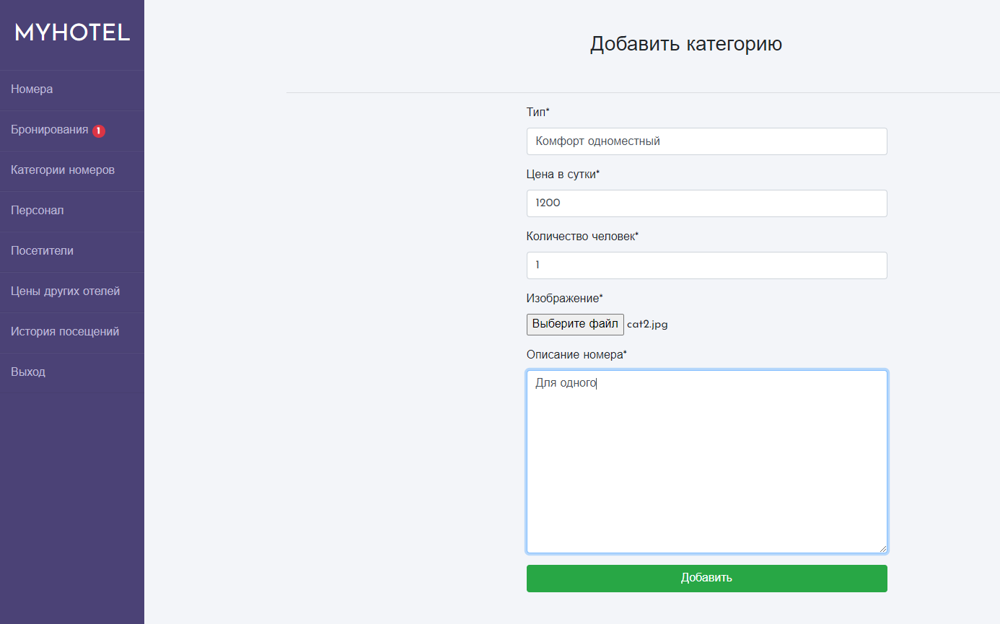 MYHOTEL
Номера
Бронирования 1
Категории номеров
Персонал
Посетители
Цены других отелей
История посещений
Выход
Добавить категорию
Тип*
Комфорт одноместный
Цена в сутки*
1200
Количество человек*
1
Изображение*
Выберите файл cat2.jpg
Описание номера*
Для одного
Добавить